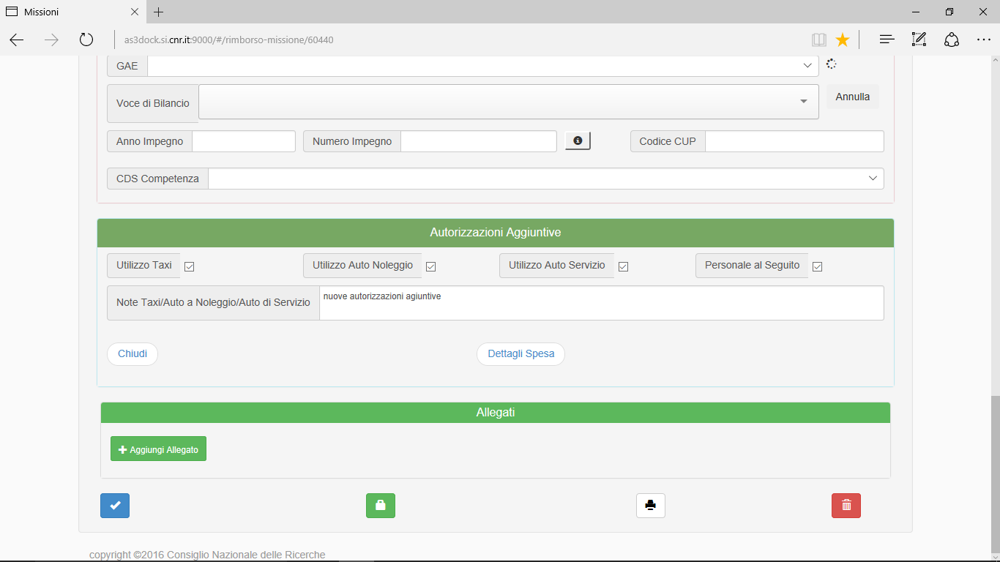 Missioni
as3dock.si.cnr.it:9000/#/rimborso-missione/60440
GAE
Voce di Bilancio
Annulla
Anno Impegno
Numero Impegno
Codice CUP
CDS Competenza
Autorizzazioni Aggiuntive
Utilizzo Taxi
Utilizzo Auto Noleggio
Utilizzo Auto Servizio
Personale al Seguito
Note Taxi/Auto a Noleggio/Auto di Servizio
nuove autorizzazioni agiuntive
Chiudi
Dettagli Spesa
Allegati
Aggiungi Allegato
copyright ©2016 Consiglio Nazionale delle Ricerche